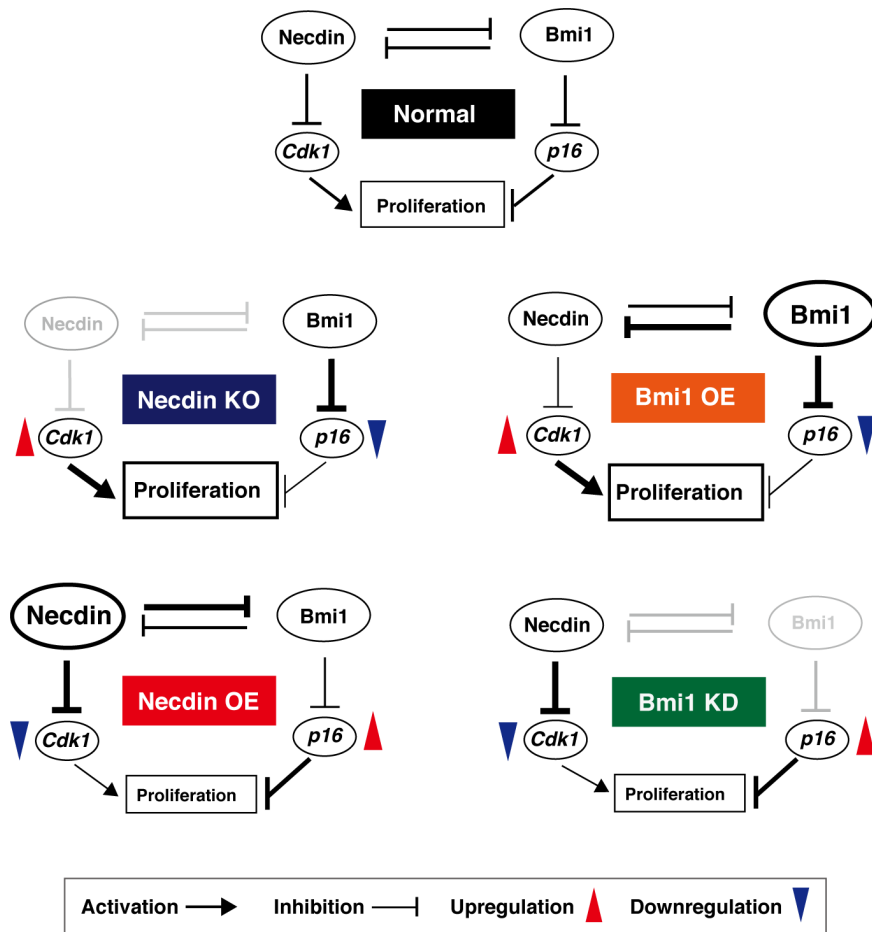 Necdin
Bmi1
Normal
Cdk1
p16
Proliferation
Necdin
Bmi1
Necdin KO
Cdk1
p16
Proliferation
Necdin
Bmi1
Bmi1 OE
Cdk1
p16
Proliferation
Necdin
Bmi1
Necdin OE
Cdk1
p16
Proliferation
Necdin
Bmi1
Bmi1 KD
Cdk1
p16
Proliferation
Activation Inhibition Upregulation Downregulation